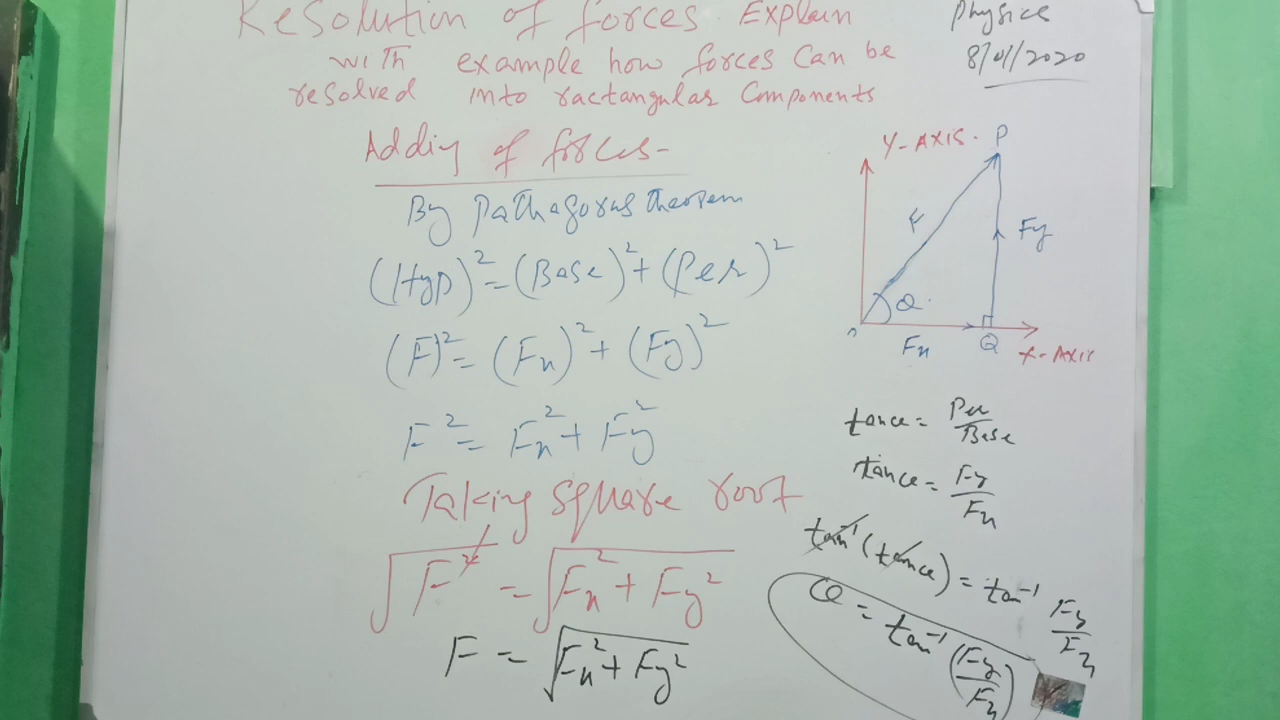 Resolution of forces. Explain
with example how forces can be
resolved into ractangular components
Physics
8/01/2020
Adding of forces-
By Pathagorus theorem
(Hyp)² = (Base)² + (Per)²
(F)² = (Fx)² + (Fy)²
F² = Fx² + Fy²
Taking square root
√F² = √Fx² + Fy²
F = √Fx² + Fy²
Y-AXIS.
P
F
Fy
θ
O
Fx
Q
X-AXIS
tanθ = Per/Base
tanθ = Fy/Fx
tan⁻¹(tanθ) = tan⁻¹ Fy/Fx
θ = tan⁻¹(Fy/Fx)